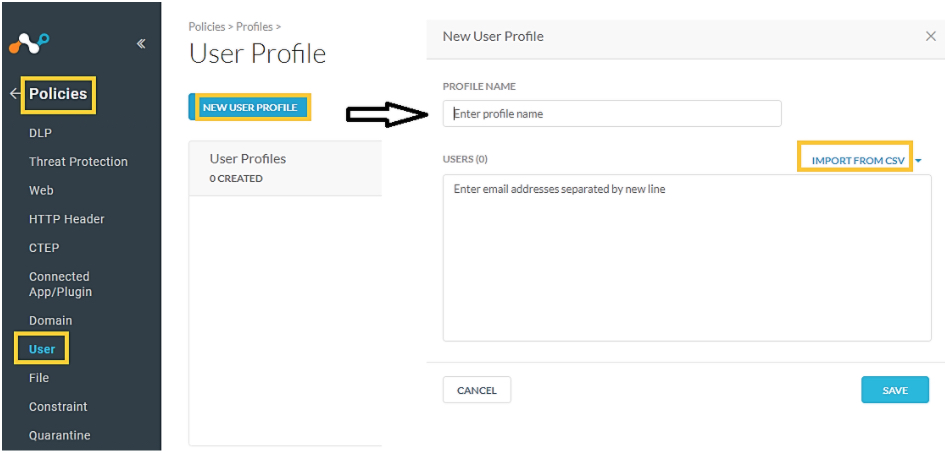 Policies
DLP
Threat Protection
Web
HTTP Header
CTEP
Connected
App/Plugin
Domain
User
File
Constraint
Quarantine
Policies > Profiles >
User Profile
NEW USER PROFILE
User Profiles
0 CREATED
New User Profile
PROFILE NAME
Enter profile name
USERS (0)
IMPORT FROM CSV
Enter email addresses separated by new line
CANCEL
SAVE